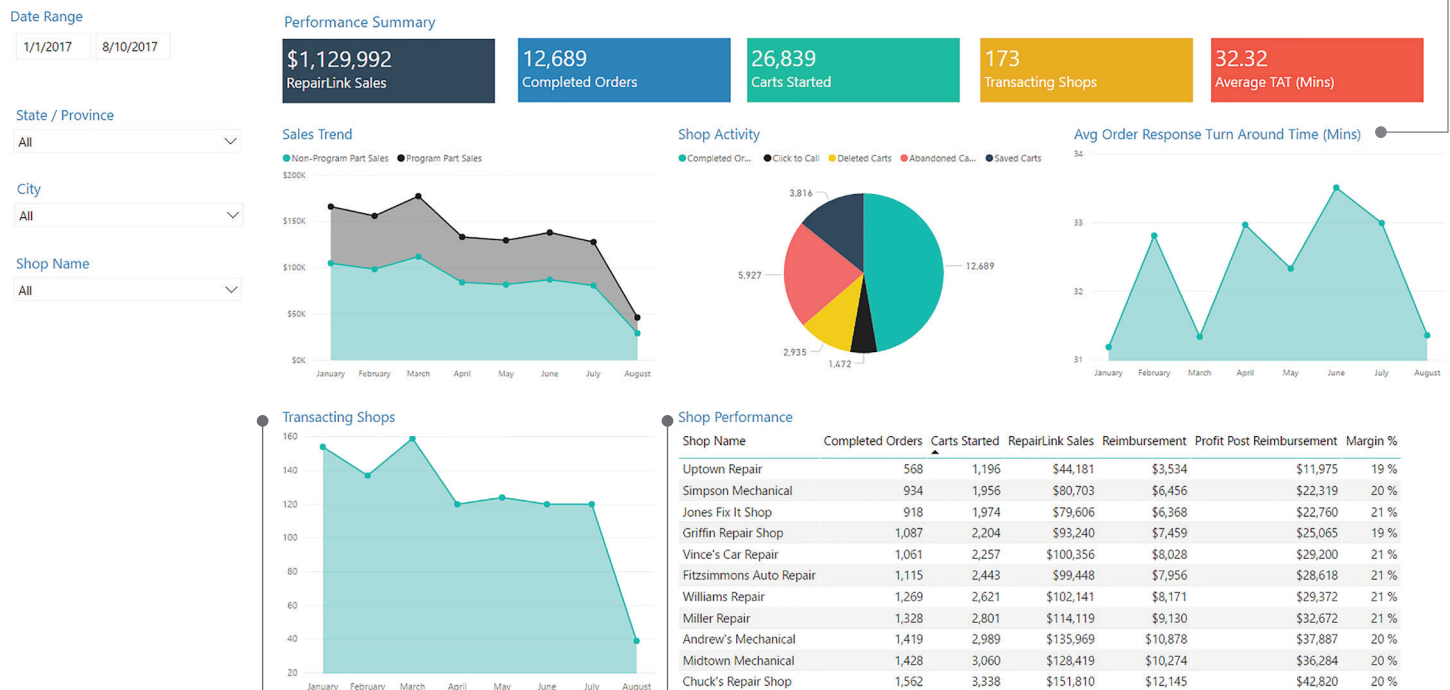 Date Range
1/1/2017 8/10/2017
State / Province
All
City
All
Shop Name
All
Performance Summary
$1,129,992
RepairLink Sales
12,689
Completed Orders
26,839
Carts Started
173
Transacting Shops
32.32
Average TAT (Mins)
Sales Trend
Non-Program Part Sales Program Part Sales
$200K
$150K
$100K
$50K
$0K
January February March April May June July August
Shop Activity
Completed Or... Click to Call Deleted Carts Abandoned Ca... Saved Carts
3,816
12,689
5,927
2,935
1,472
Avg Order Response Turn Around Time (Mins)
34
33
32
31
January February March April May June July August
Transacting Shops
160
140
120
100
80
60
40
20
January February March April May June July August
Shop Performance
Shop Name Completed Orders Carts Started RepairLink Sales Reimbursement Profit Post Reimbursement Margin %
Uptown Repair 568 1,196 $44,181 $3,534 $11,975 19 %
Simpson Mechanical 934 1,956 $80,703 $6,456 $22,319 20 %
Jones Fix It Shop 918 1,974 $79,606 $6,368 $22,760 21 %
Griffin Repair Shop 1,087 2,204 $93,240 $7,459 $25,065 19 %
Vince's Car Repair 1,061 2,257 $100,356 $8,028 $29,200 21 %
Fitzsimmons Auto Repair 1,115 2,443 $99,448 $7,956 $28,618 21 %
Williams Repair 1,269 2,621 $102,141 $8,171 $29,372 21 %
Miller Repair 1,328 2,801 $114,119 $9,130 $32,672 21 %
Andrew's Mechanical 1,419 2,989 $135,969 $10,878 $37,887 20 %
Midtown Mechanical 1,428 3,060 $128,419 $10,274 $36,284 20 %
Chuck's Repair Shop 1,562 3,338 $151,810 $12,145 $42,820 20 %